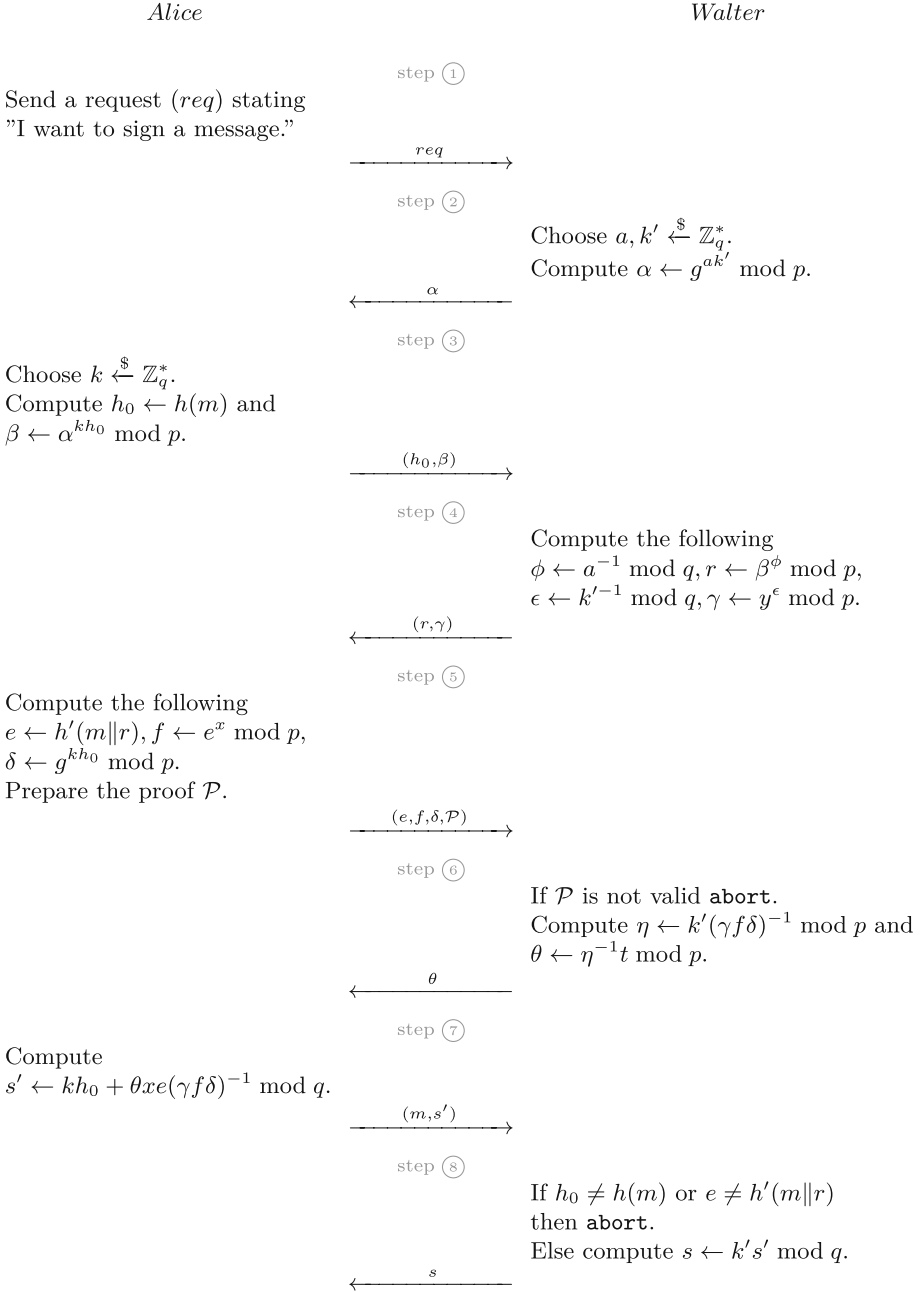 Alice Walter
step ①
Send a request (req) stating
”I want to sign a message.”
req
step ②
Choose a, k′ ←$ ℤ*_q.
Compute α ← g^{ak′} mod p.
α
step ③
Choose k ←$ ℤ*_q.
Compute h₀ ← h(m) and
β ← α^{kh₀} mod p.
(h₀,β)
step ④
Compute the following
ϕ ← a⁻¹ mod q, r ← β^ϕ mod p,
ϵ ← k′⁻¹ mod q, γ ← y^ϵ mod p.
(r,γ)
step ⑤
Compute the following
e ← h′(m∥r), f ← e^x mod p,
δ ← g^{kh₀} mod p.
Prepare the proof 𝒫.
(e,f,δ,𝒫)
step ⑥
If 𝒫 is not valid abort.
Compute η ← k′(γfδ)⁻¹ mod p and
θ ← η⁻¹t mod p.
θ
step ⑦
Compute
s′ ← kh₀ + θxe(γfδ)⁻¹ mod q.
(m,s′)
step ⑧
If h₀ ≠ h(m) or e ≠ h′(m∥r)
then abort.
Else compute s ← k′s′ mod q.
s